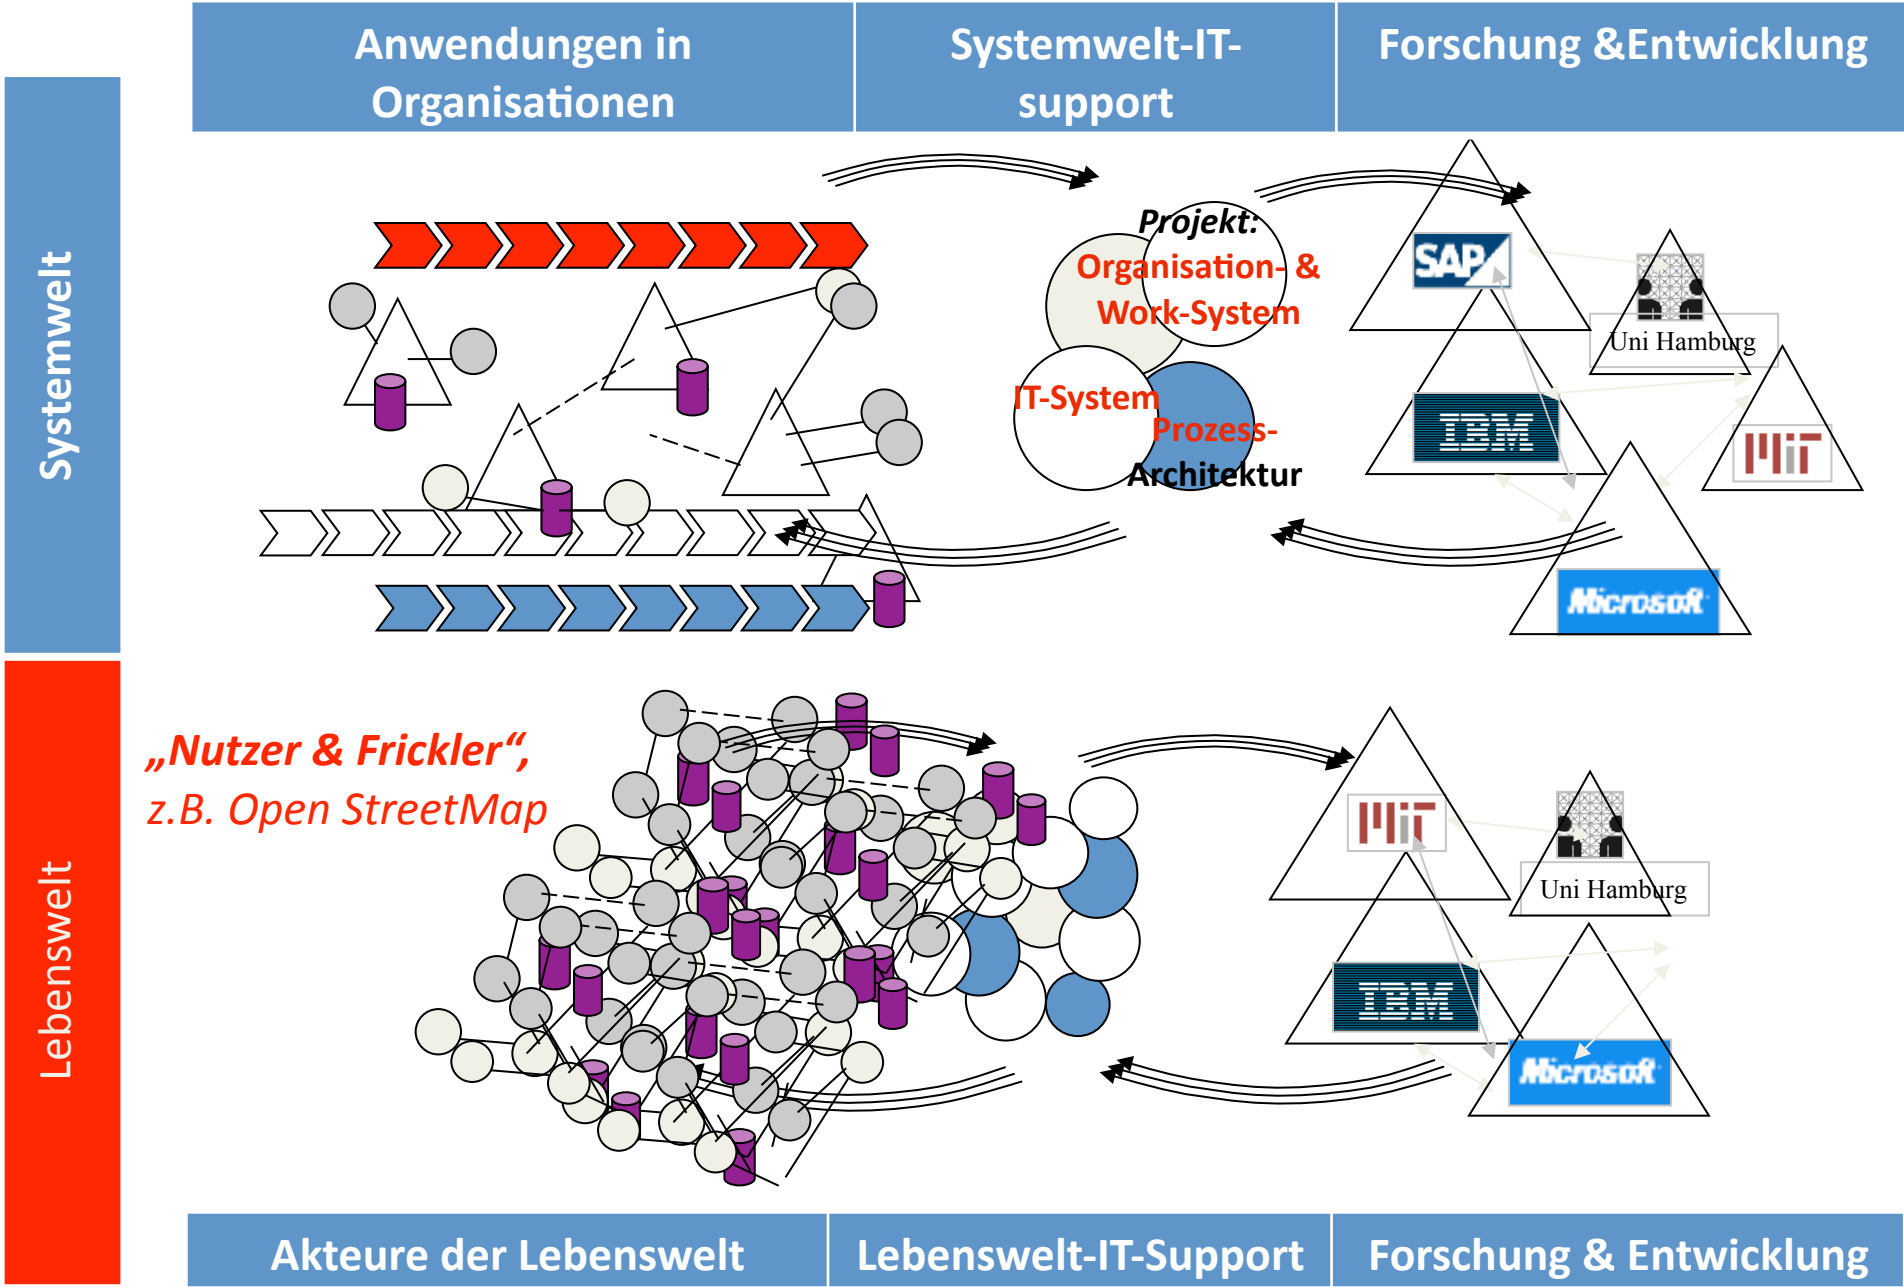 Anwendungen in
Organisationen
Systemwelt-IT-
support
Forschung &Entwicklung
Systemwelt
Projekt:
Organisation- &
Work-System
IT-System
Prozess-
Architektur
SAP
Uni Hamburg
IBM
MIT
Microsoft
Lebenswelt
„Nutzer & Frickler“,
z.B. Open StreetMap
MIT
Uni Hamburg
IBM
Microsoft
Akteure der Lebenswelt
Lebenswelt-IT-Support
Forschung & Entwicklung